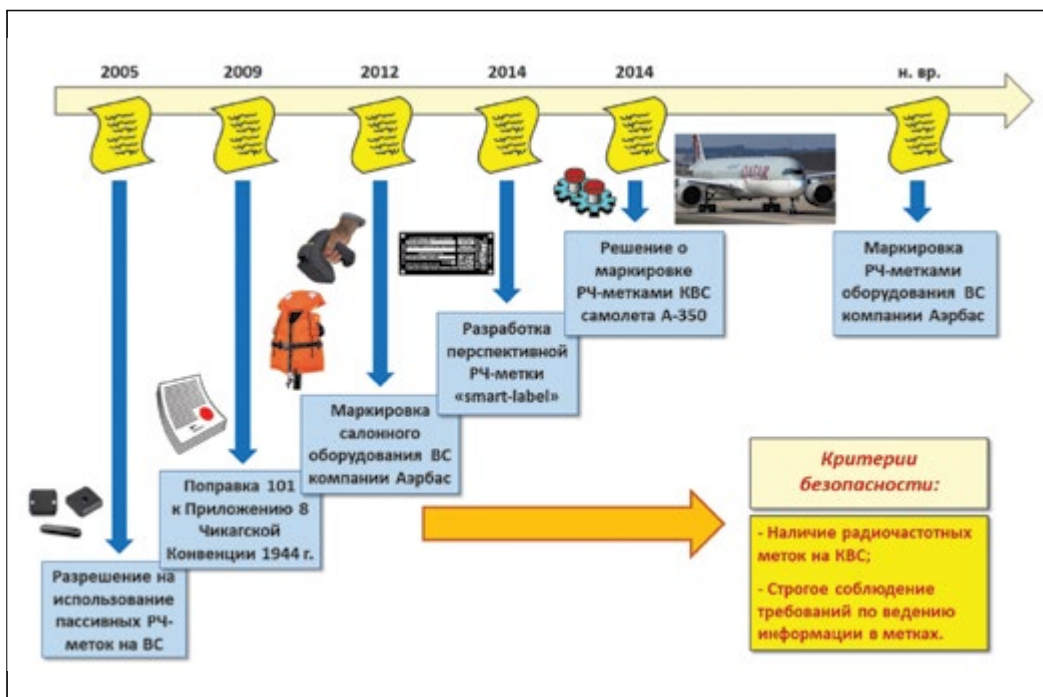 2005
2009
2012
2014
2014
н. вр.
QATAR
Разрешение на
использование
пассивных РЧ-
меток на ВС
Поправка 101
к Приложению 8
Чикагской
Конвенции 1944 г.
Маркировка
салонного
оборудования ВС
компании Аэрбас
Разработка
перспективной
РЧ-метки
«smart-label»
Решение о
маркировке
РЧ-метками КВС
самолета А-350
Маркировка
РЧ-метками
оборудования ВС
компании Аэрбас
Критерии
безопасности:
- Наличие радиочастотных
меток на КВС;
- Строгое соблюдение
требований по ведению
информации в метках.